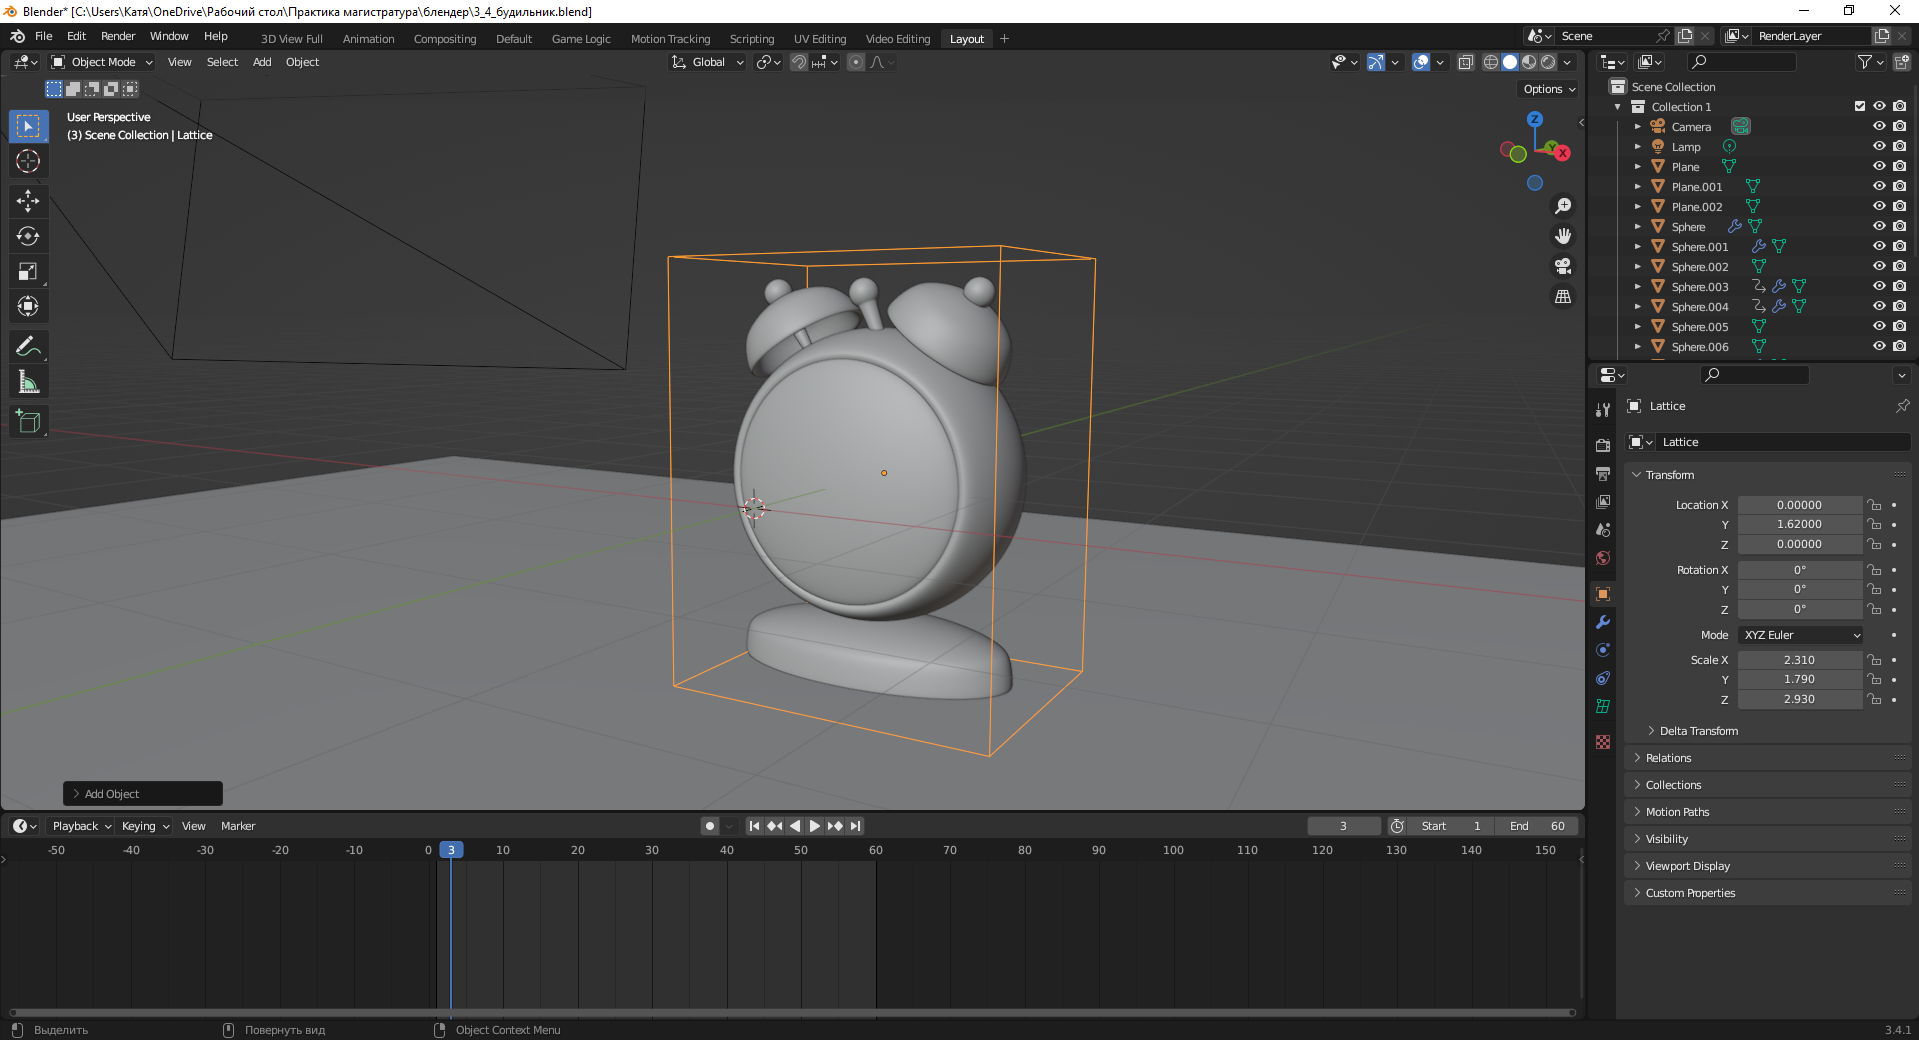 Blender* [C:\Users\Катя\OneDrive\Рабочий стол\Практика магистратура\блендер\3_4_будильник.blend]
File Edit Render Window Help 3D View Full Animation Compositing Default Game Logic Motion Tracking Scripting UV Editing Video Editing Layout + Scene RenderLayer
Object Mode View Select Add Object Global
Options
User Perspective
(3) Scene Collection | Lattice
Z
Y
X
Scene Collection
Collection 1
Camera
Lamp
Plane
Plane.001
Plane.002
Sphere
Sphere.001
Sphere.002
Sphere.003
Sphere.004
Sphere.005
Sphere.006
Lattice
Lattice
Transform
Location X 0.00000
Y 1.62000
Z 0.00000
Rotation X 0°
Y 0°
Z 0°
Mode XYZ Euler
Scale X 2.310
Y 1.790
Z 2.930
Delta Transform
Relations
Collections
Motion Paths
Visibility
Viewport Display
Custom Properties
Add Object
Playback Keying View Marker 3 Start 1 End 60
-50 -40 -30 -20 -10 0 3 10 20 30 40 50 60 70 80 90 100 110 120 130 140 150
Выделить Повернуть вид Object Context Menu 3.4.1